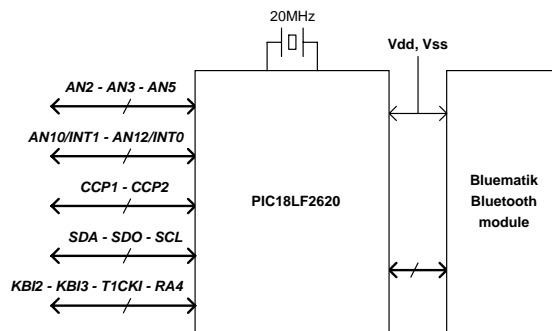 20MHz
Vdd, Vss
AN2 - AN3 - AN5
AN10/INT1 - AN12/INT0
CCP1 - CCP2
SDA - SDO - SCL
KBI2 - KBI3 - T1CKI - RA4
PIC18LF2620
Bluematik
Bluetooth
module